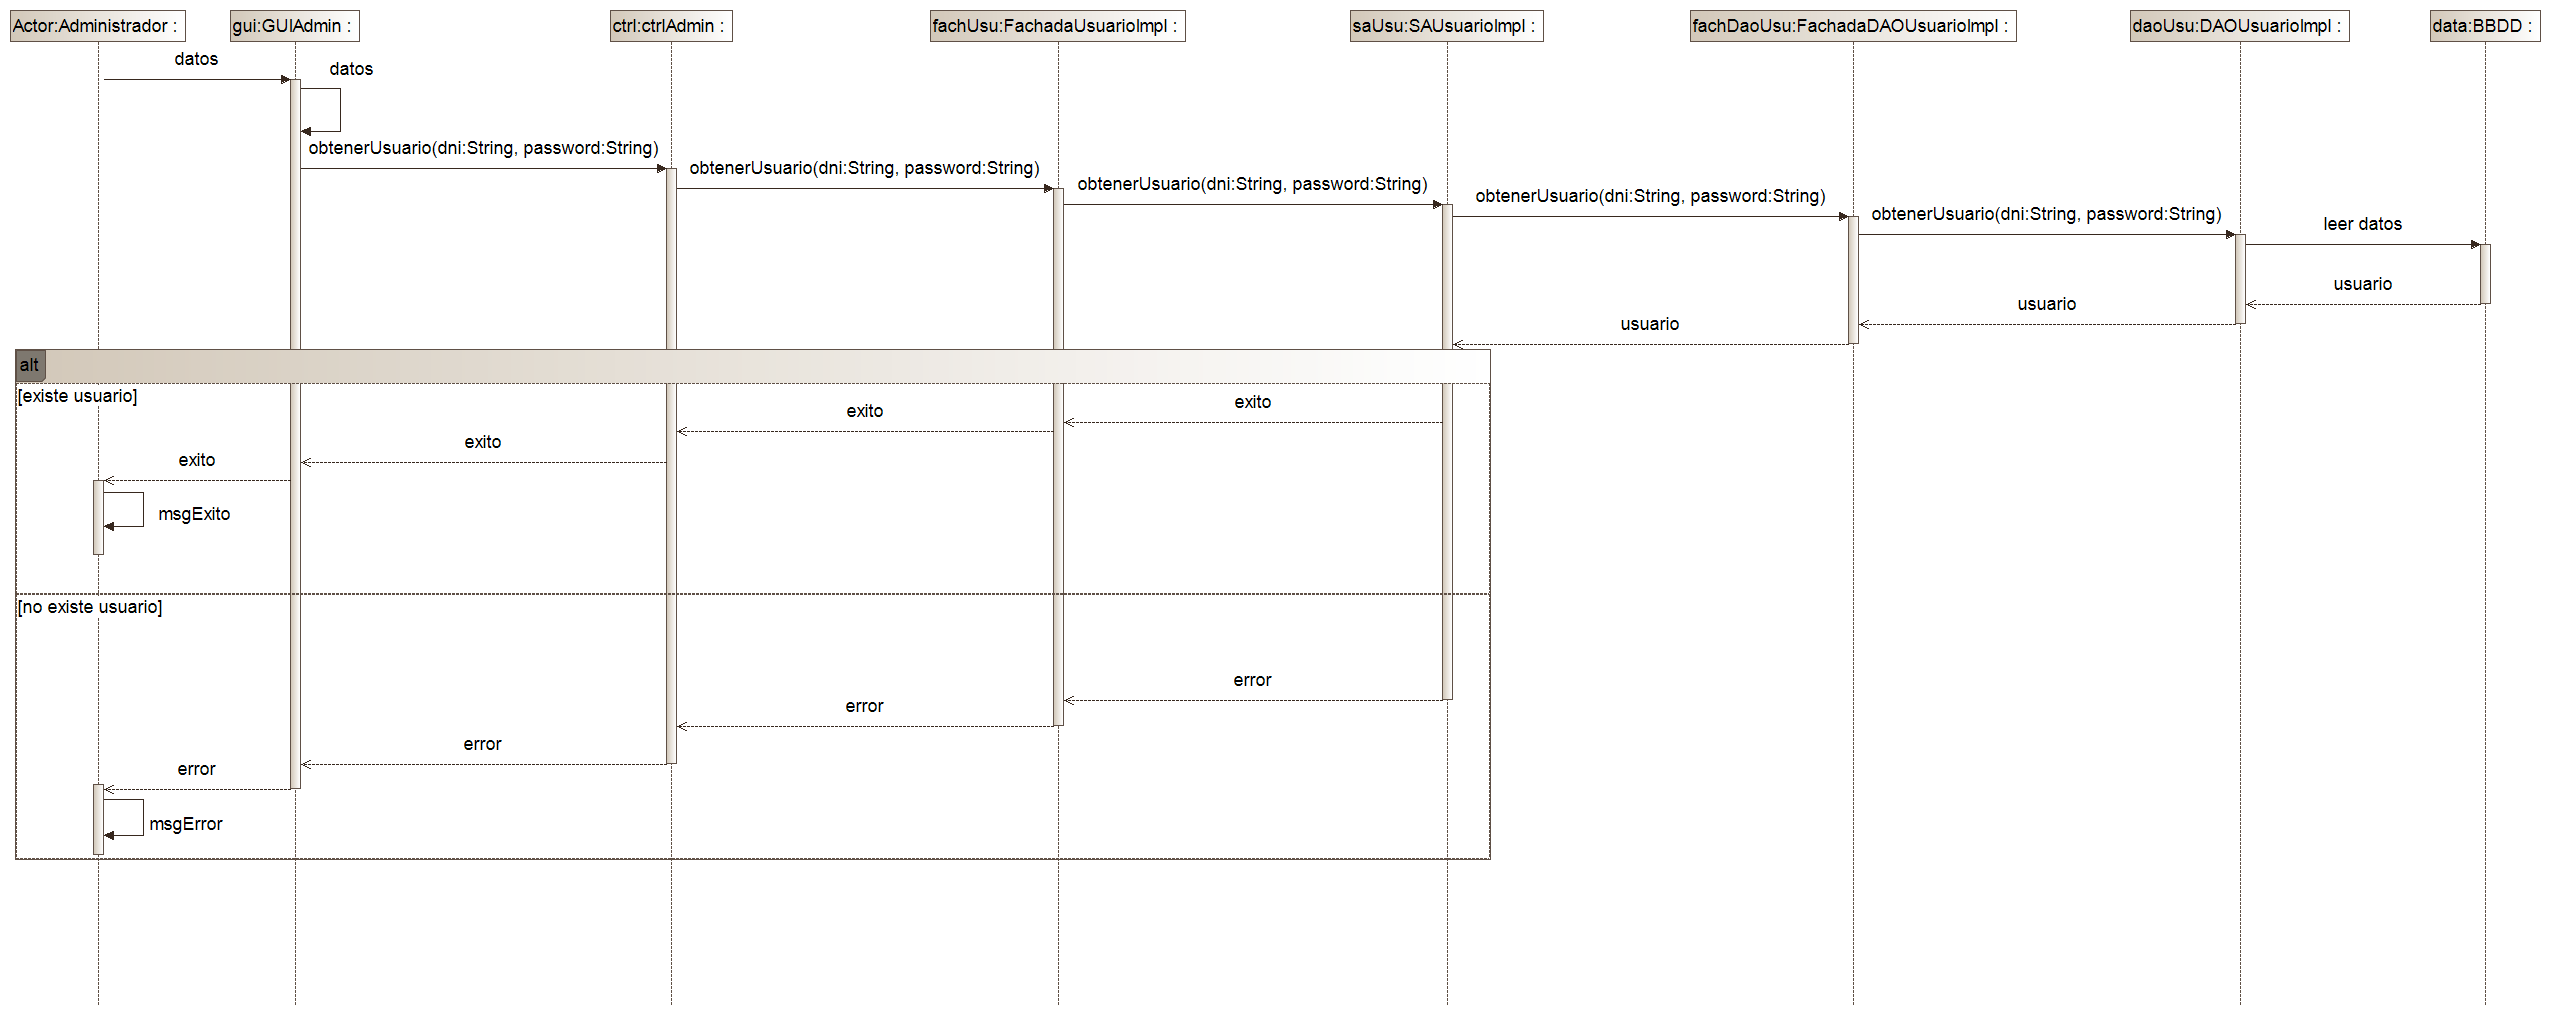 Actor:Administrador :
gui:GUIAdmin :
ctrl:ctrlAdmin :
fachUsu:FachadaUsuarioImpl :
saUsu:SAUsuarioImpl :
fachDaoUsu:FachadaDAOUsuarioImpl :
daoUsu:DAOUsuarioImpl :
data:BBDD :
datos
datos
obtenerUsuario(dni:String, password:String)
obtenerUsuario(dni:String, password:String)
obtenerUsuario(dni:String, password:String)
obtenerUsuario(dni:String, password:String)
obtenerUsuario(dni:String, password:String)
leer datos
usuario
usuario
usuario
alt
[existe usuario]
exito
exito
exito
exito
msgExito
[no existe usuario]
error
error
error
error
msgError